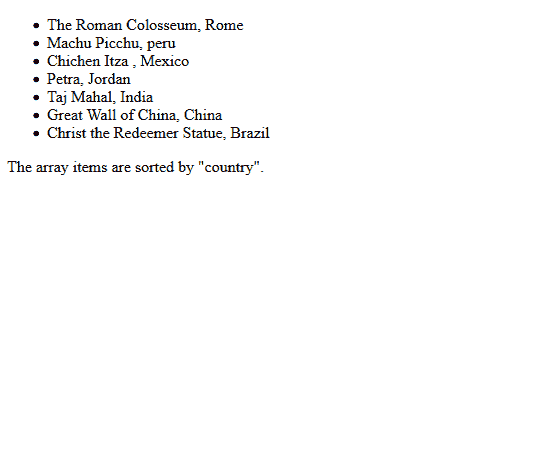 • The Roman Colosseum, Rome
• Machu Picchu, peru
• Chichen Itza , Mexico
• Petra, Jordan
• Taj Mahal, India
• Great Wall of China, China
• Christ the Redeemer Statue, Brazil
The array items are sorted by "country".